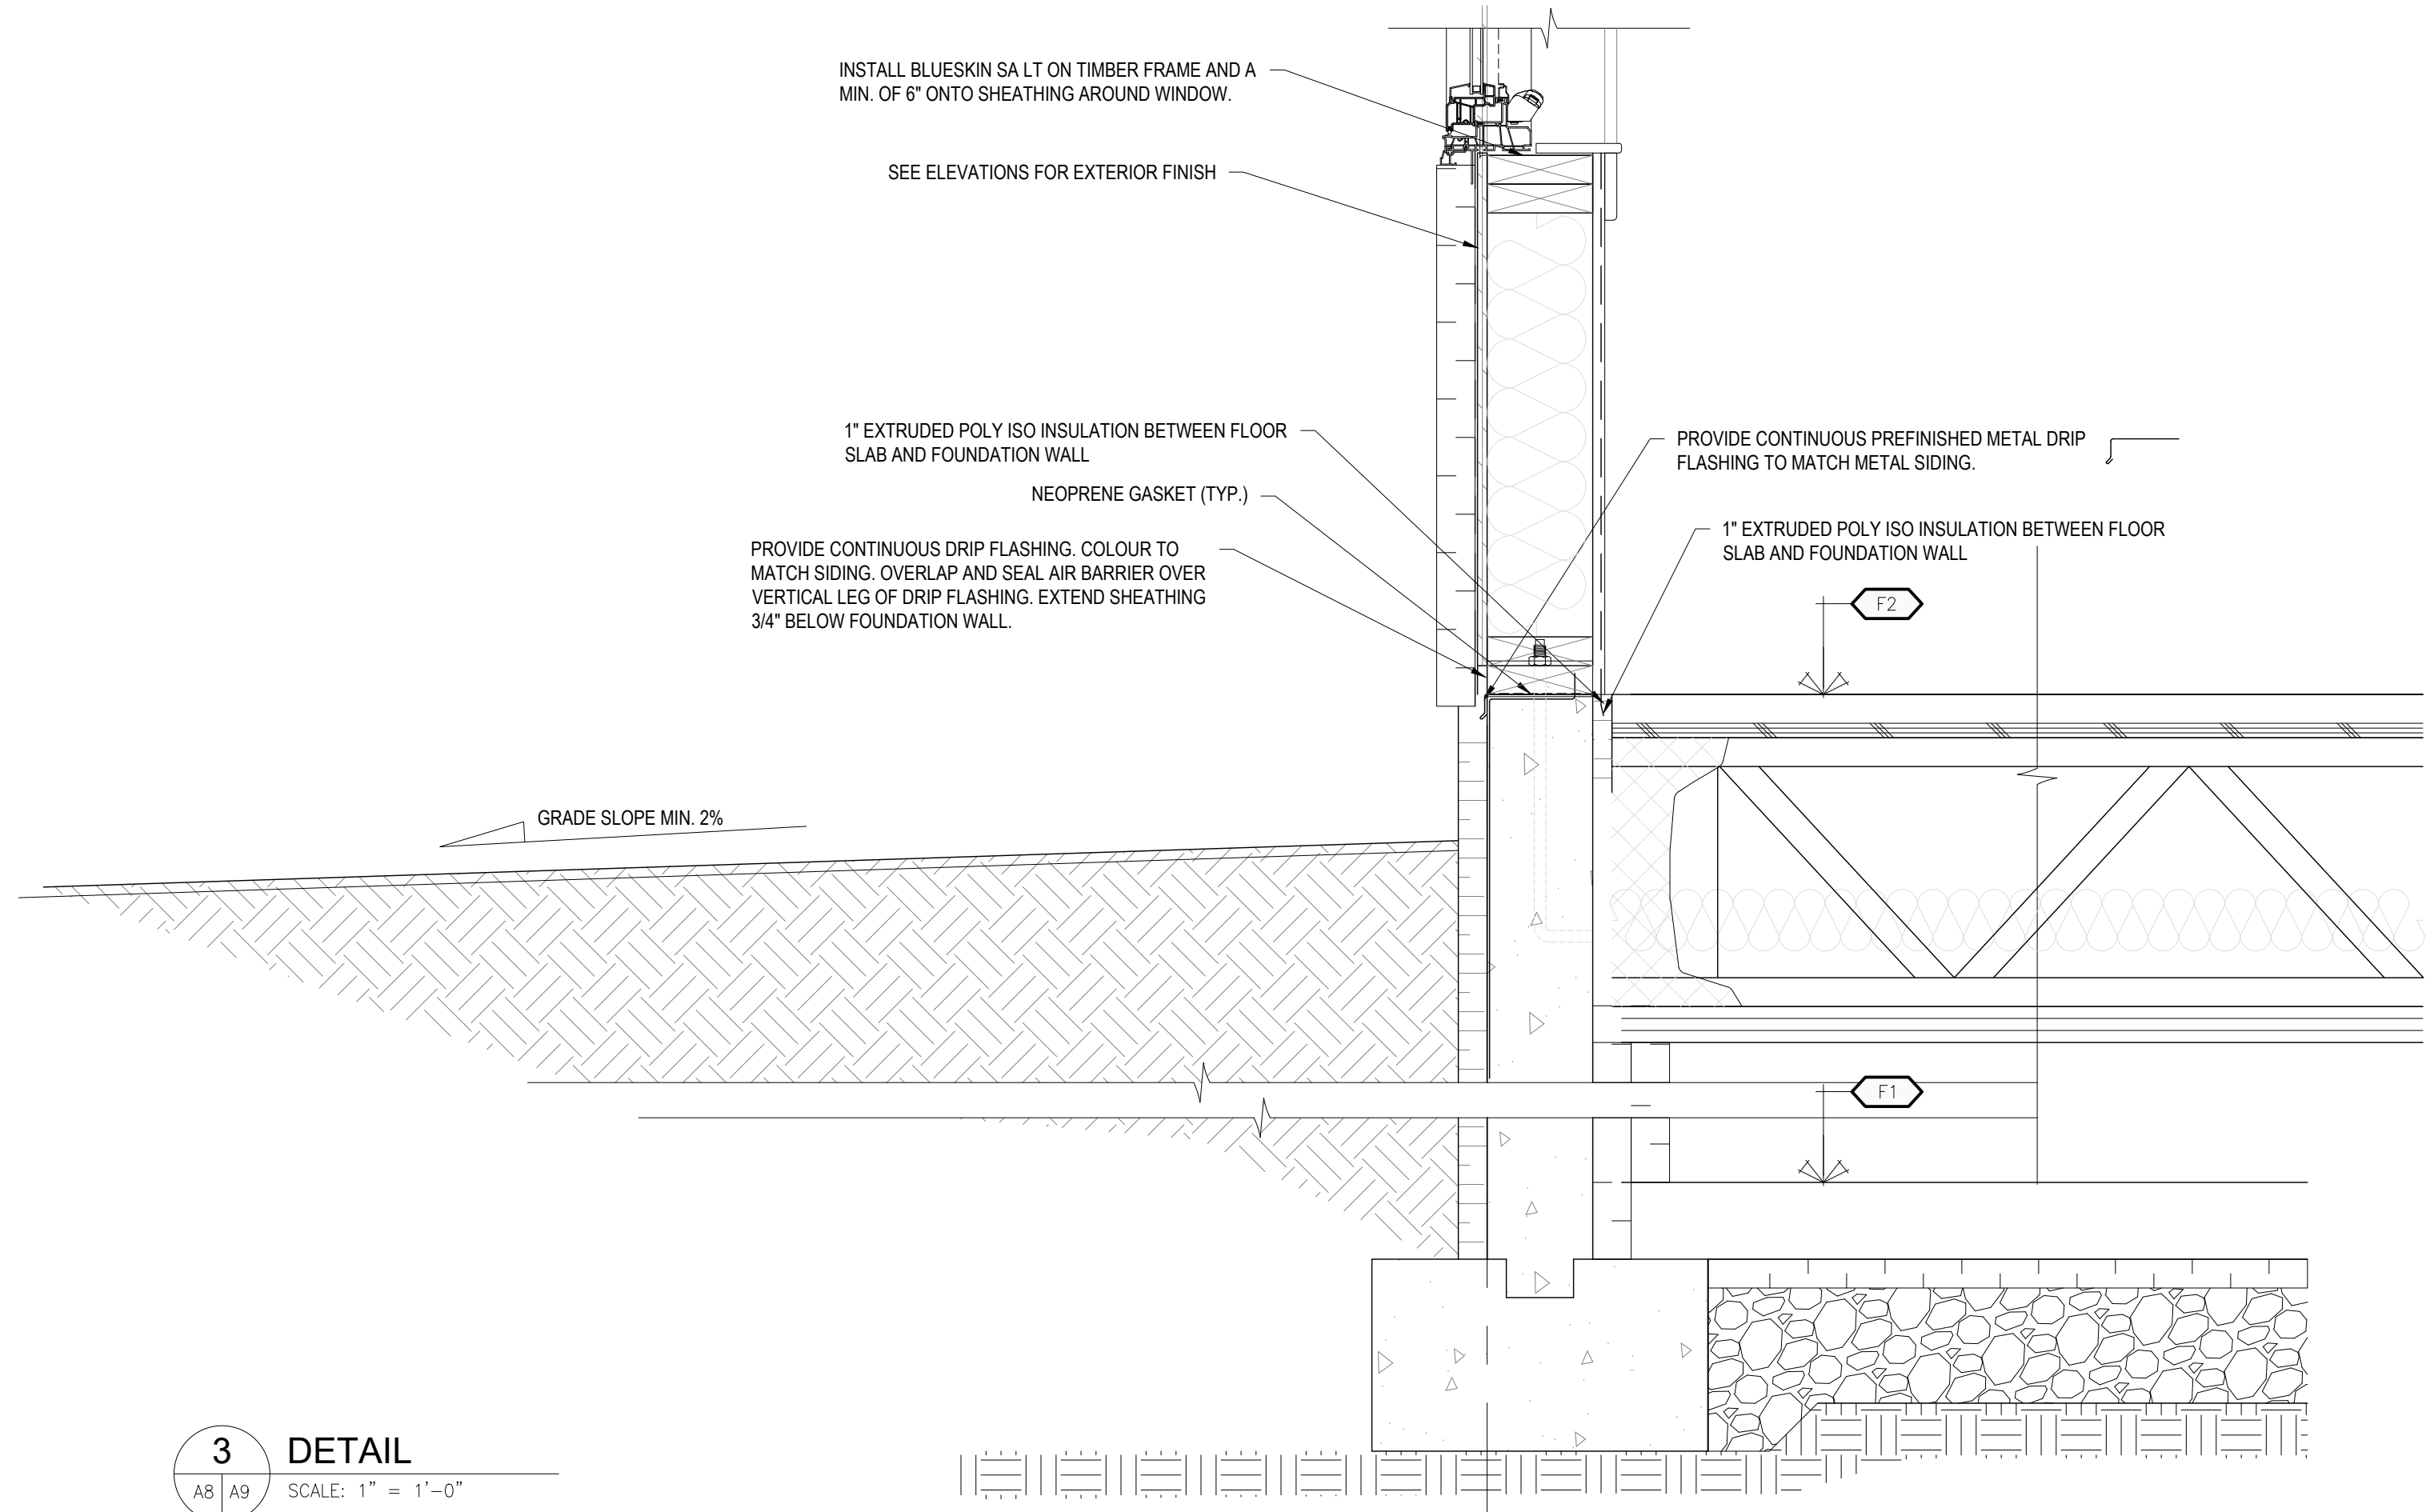 INSTALL BLUESKIN SA LT ON TIMBER FRAME AND A
MIN. OF 6" ONTO SHEATHING AROUND WINDOW.
SEE ELEVATIONS FOR EXTERIOR FINISH
1" EXTRUDED POLY ISO INSULATION BETWEEN FLOOR
SLAB AND FOUNDATION WALL
NEOPRENE GASKET (TYP.)
PROVIDE CONTINUOUS DRIP FLASHING. COLOUR TO
MATCH SIDING. OVERLAP AND SEAL AIR BARRIER OVER
VERTICAL LEG OF DRIP FLASHING. EXTEND SHEATHING
3/4" BELOW FOUNDATION WALL.
PROVIDE CONTINUOUS PREFINISHED METAL DRIP
FLASHING TO MATCH METAL SIDING.
1" EXTRUDED POLY ISO INSULATION BETWEEN FLOOR
SLAB AND FOUNDATION WALL
F2
GRADE SLOPE MIN. 2%
F1
3 DETAIL
A8 A9 SCALE: 1" = 1'-0"